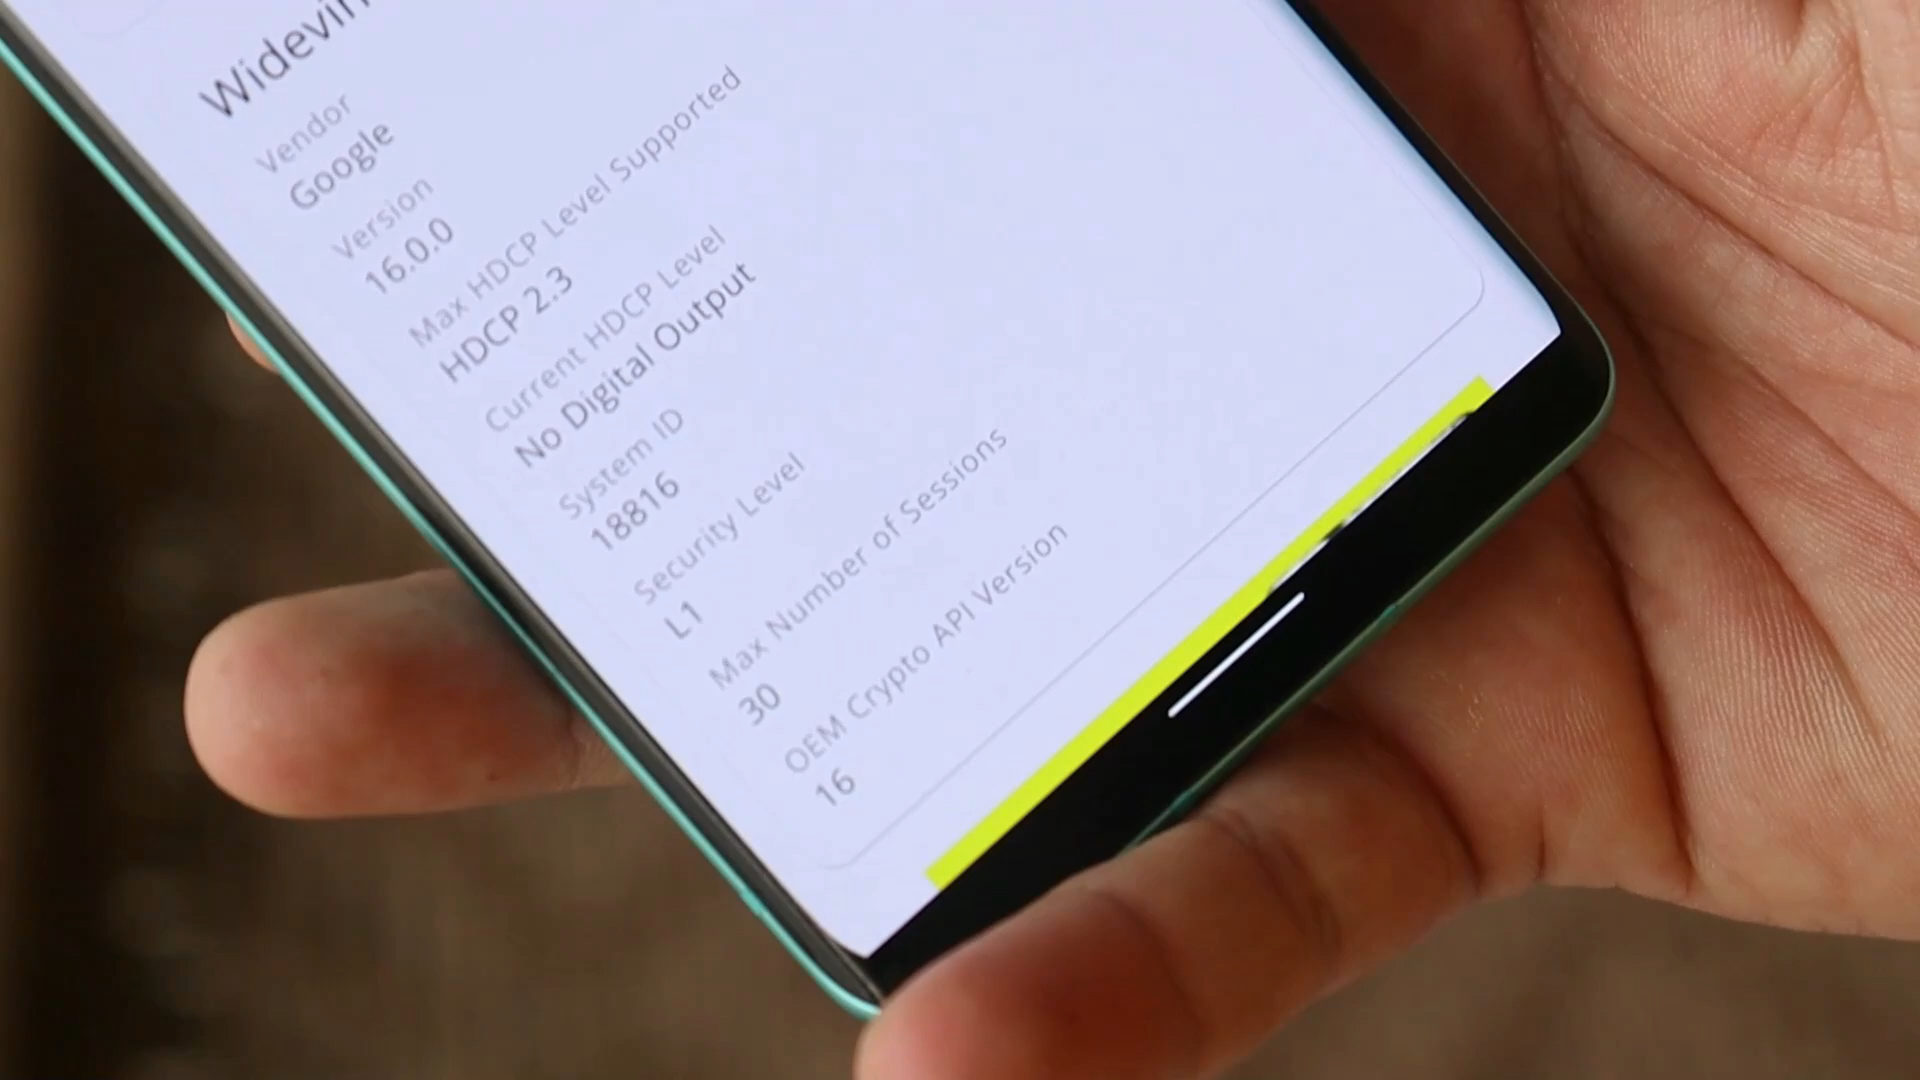 Vendor
Google
Version
16.0.0
Max HDCP Level Supported
HDCP 2.3
Current HDCP Level
No Digital Output
System ID
18816
Security Level
L1
Max Number of Sessions
30
OEM Crypto API Version
16